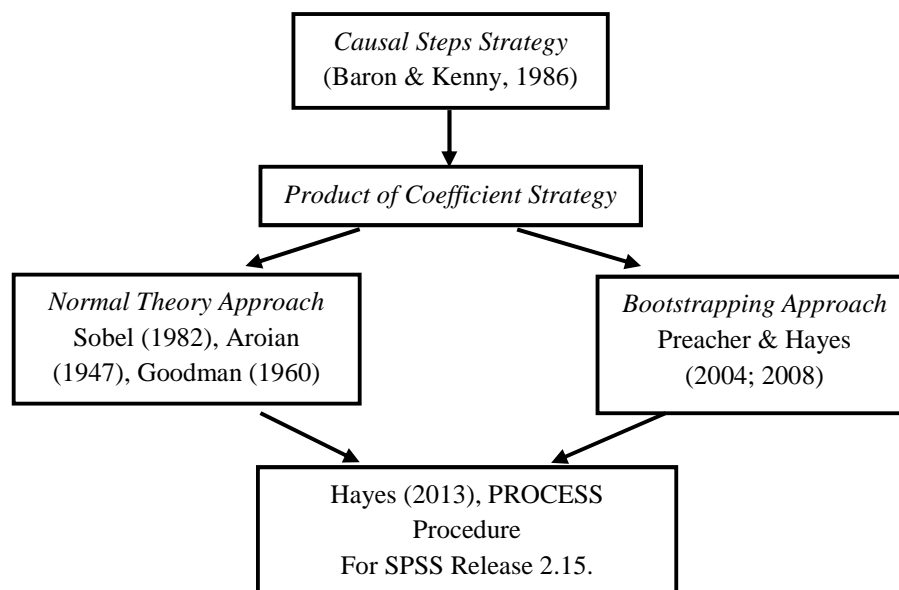 Causal Steps Strategy
(Baron & Kenny, 1986)
Product of Coefficient Strategy
Normal Theory Approach
Sobel (1982), Aroian
(1947), Goodman (1960)
Bootstrapping Approach
Preacher & Hayes
(2004; 2008)
Hayes (2013), PROCESS
Procedure
For SPSS Release 2.15.